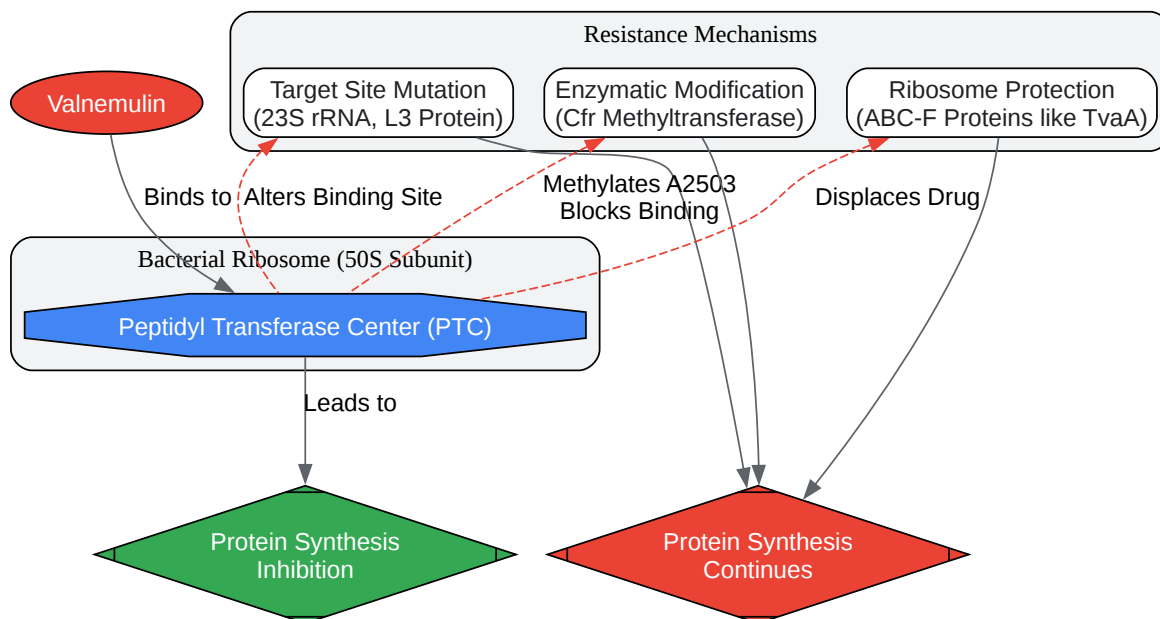 Resistance Mechanisms
Valnemulin
Target Site Mutation
(23S rRNA, L3 Protein)
Enzymatic Modification
(Cfr Methyltransferase)
Ribosome Protection
(ABC-F Proteins like TvaA)
Binds to
Alters Binding Site
Methylates A2503
Blocks Binding
Displaces Drug
Bacterial Ribosome (50S Subunit)
Peptidyl Transferase Center (PTC)
Leads to
Protein Synthesis
Inhibition
Protein Synthesis
Continues